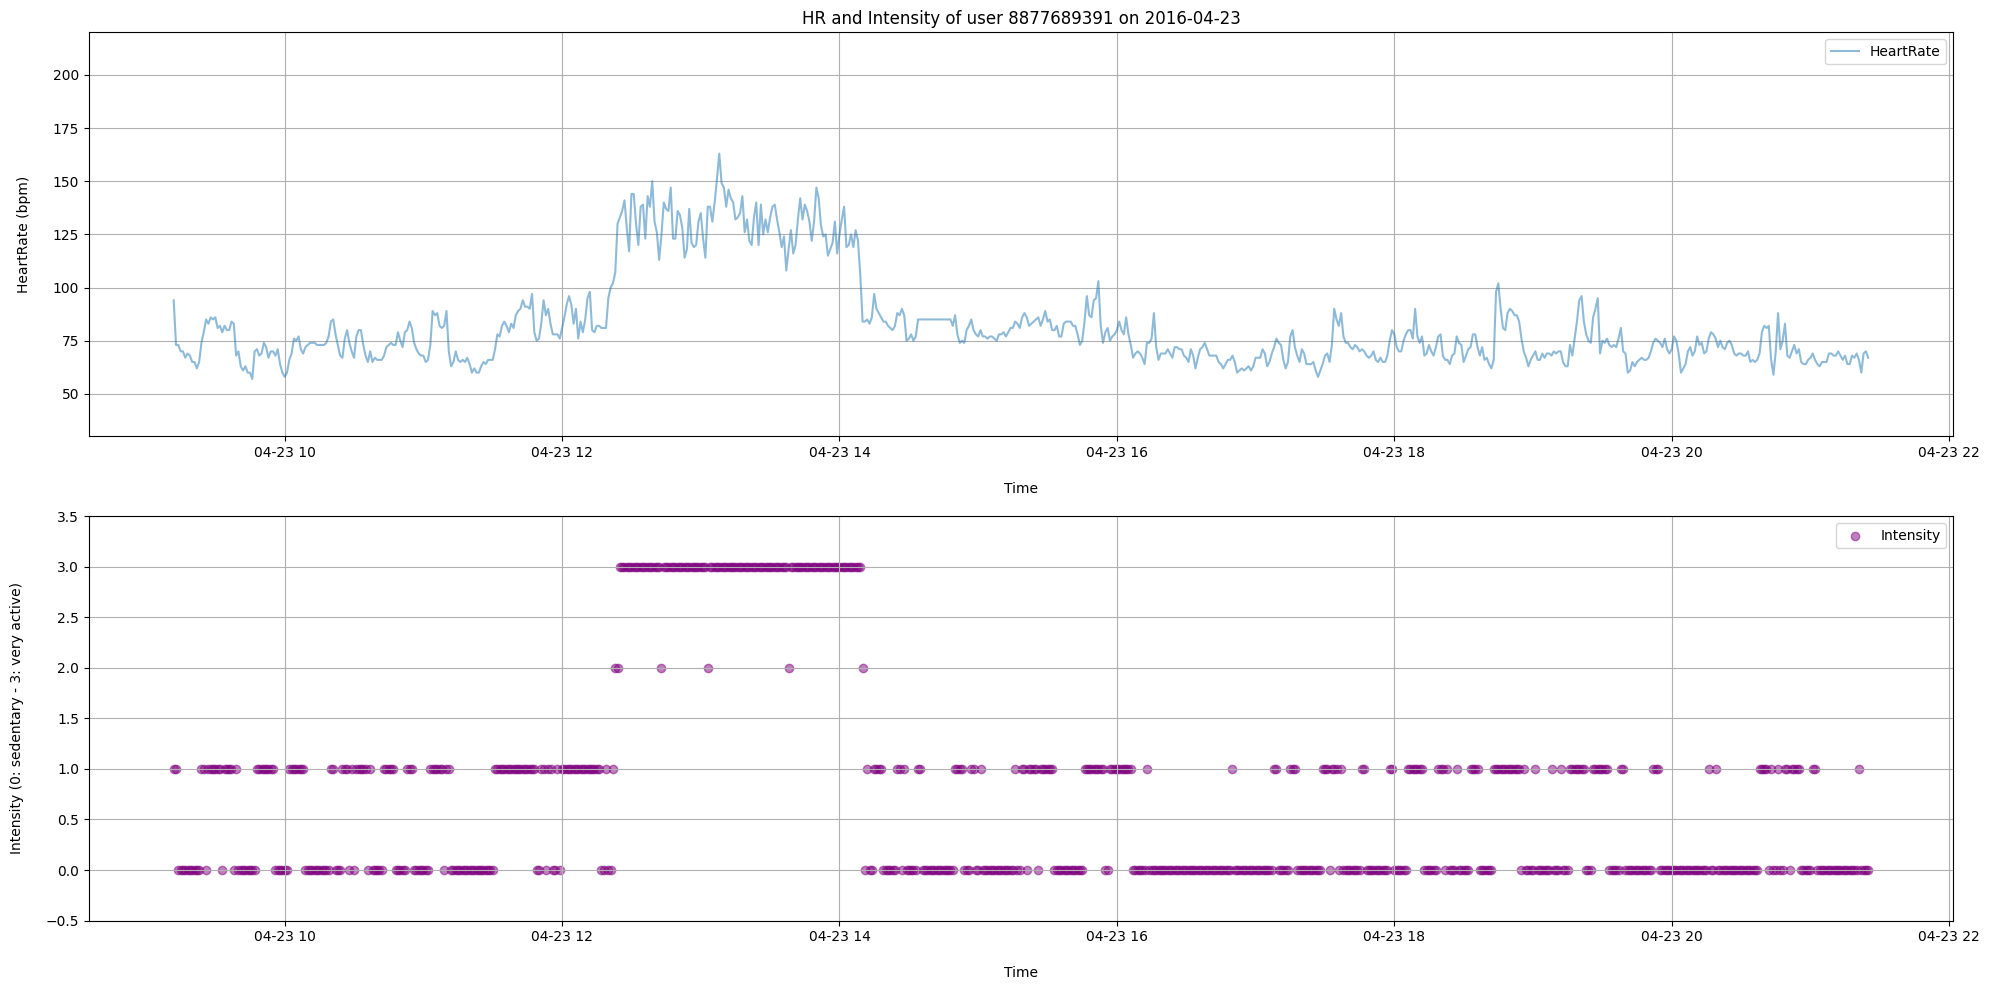 HR and Intensity of user 8877689391 on 2016-04-23
HeartRate
200
175
150
125
100
75
50
HeartRate (bpm)
04-23 10 04-23 12 04-23 14 04-23 16 04-23 18 04-23 20 04-23 22
Time
Intensity
3.5
3.0
2.5
2.0
1.5
1.0
0.5
0.0
−0.5
Intensity (0: sedentary - 3: very active)
04-23 10 04-23 12 04-23 14 04-23 16 04-23 18 04-23 20 04-23 22
Time